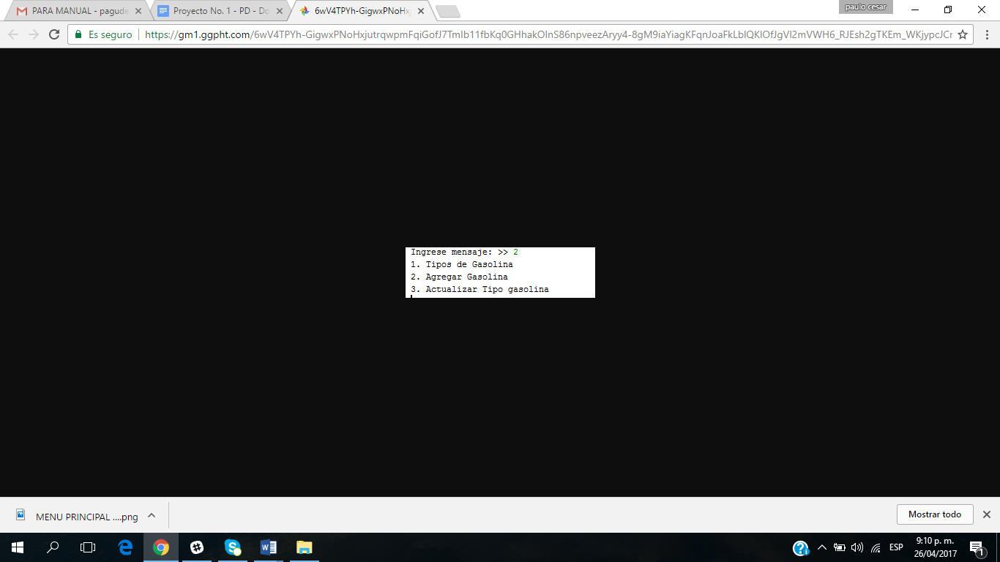 paulo cesar
PARA MANUAL - pagude
Proyecto No. 1 - PD - Do
6wV4TPYh-GigwxPNoHx
Es seguro
https://gm1.ggpht.com/6wV4TPYh-GigwxPNoHxjutrqwpmFqiGofJ7TmIb11fbKq0GHhakOInS86npveezAryy4-8gM9iaYiagKFqnJoaFkLblQKlOfJgVl2mVWH6_RJEsh2gTKEm_WKjypcJCr
Ingrese mensaje: >> 2
1. Tipos de Gasolina
2. Agregar Gasolina
3. Actualizar Tipo gasolina
MENU PRINCIPAL ....png
Mostrar todo
ESP
9:10 p. m.
26/04/2017
1